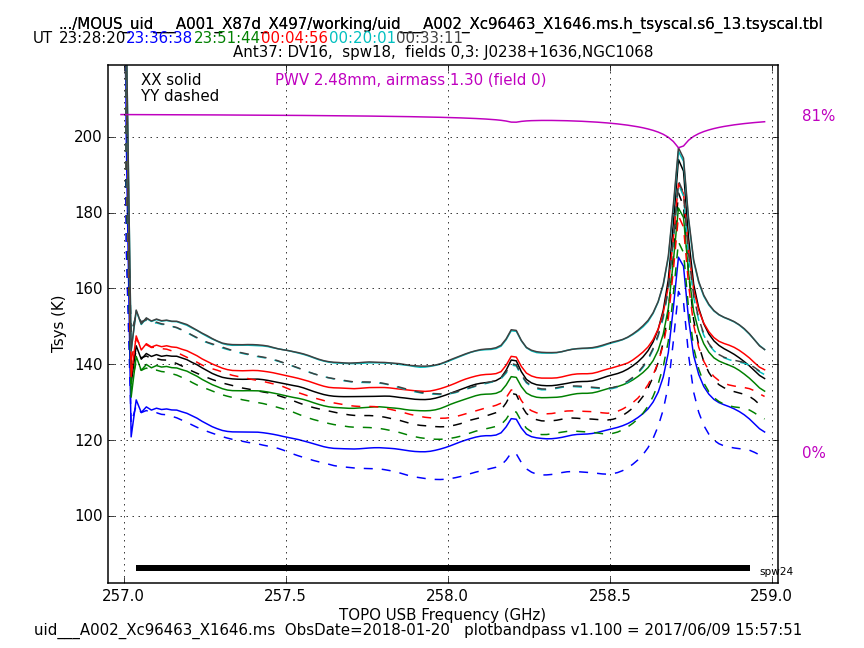 .../MOUS_uid___A001_X87d_X497/working/uid___A002_Xc96463_X1646.ms.h_tsyscal.s6_13.tsyscal.tbl
UT 23:28:20 23:36:38 23:51:44 00:04:56 00:20:01 00:33:11
Ant37: DV16, spw18, fields 0,3: J0238+1636,NGC1068
XX solid PWV 2.48mm, airmass 1.30 (field 0)
YY dashed
81%
200
180
160
140
120
100
Tsys (K)
0%
spw24
257.0 257.5 258.0 258.5 259.0
TOPO USB Frequency (GHz)
uid___A002_Xc96463_X1646.ms ObsDate=2018-01-20 plotbandpass v1.100 = 2017/06/09 15:57:51